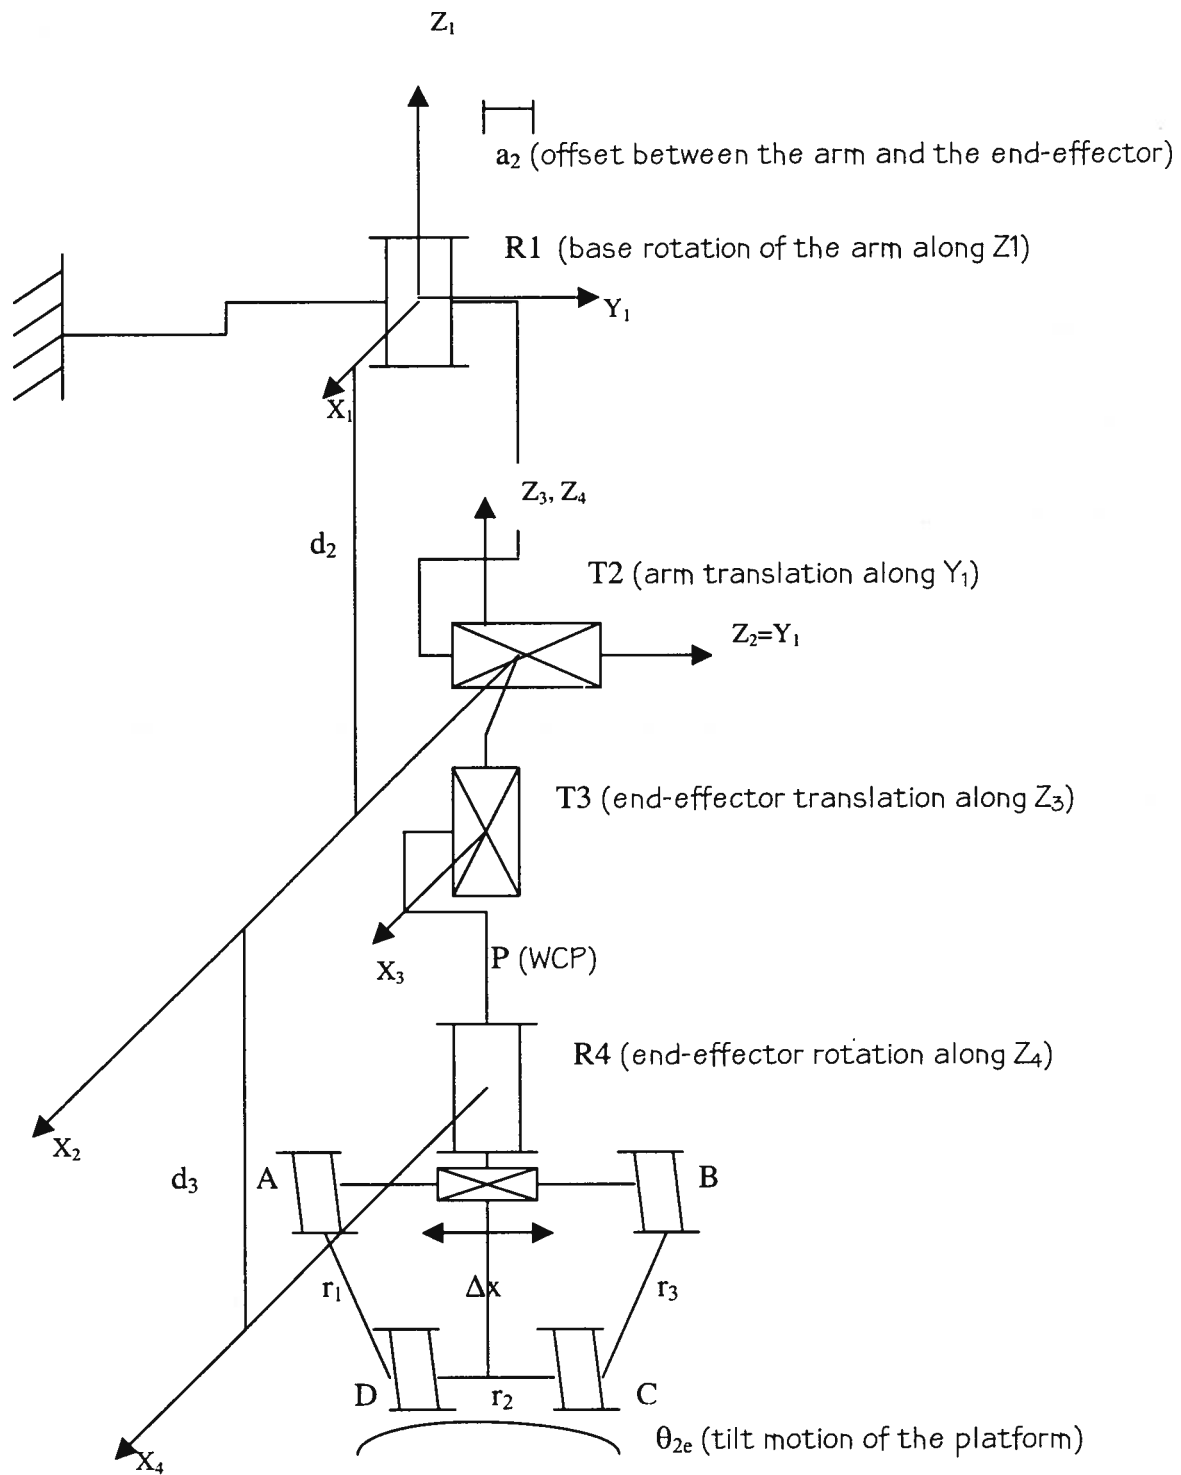 Z₁
a₂ (offset between the arm and the end-effector)
R1 (base rotation of the arm along Z1)
Y₁
X₁
Z₃, Z₄
d₂
T2 (arm translation along Y₁)
Z₂=Y₁
T3 (end-effector translation along Z₃)
P (WCP)
X₃
R4 (end-effector rotation along Z₄)
X₂
d₃
A
B
r₁
Δx
r₃
D
r₂
C
θ₂ₑ (tilt motion of the platform)
X₄